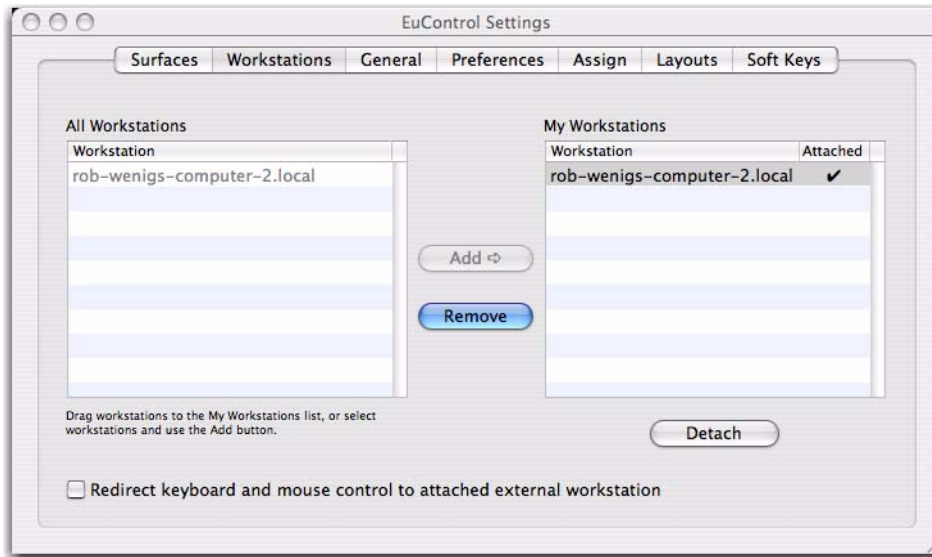 EuControl Settings
Surfaces Workstations General Preferences Assign Layouts Soft Keys
All Workstations
Workstation
rob-wenigs-computer-2.local
My Workstations
Workstation Attached
rob-wenigs-computer-2.local ✔
Add ⇨
Remove
Drag workstations to the My Workstations list, or select
workstations and use the Add button.
Detach
Redirect keyboard and mouse control to attached external workstation